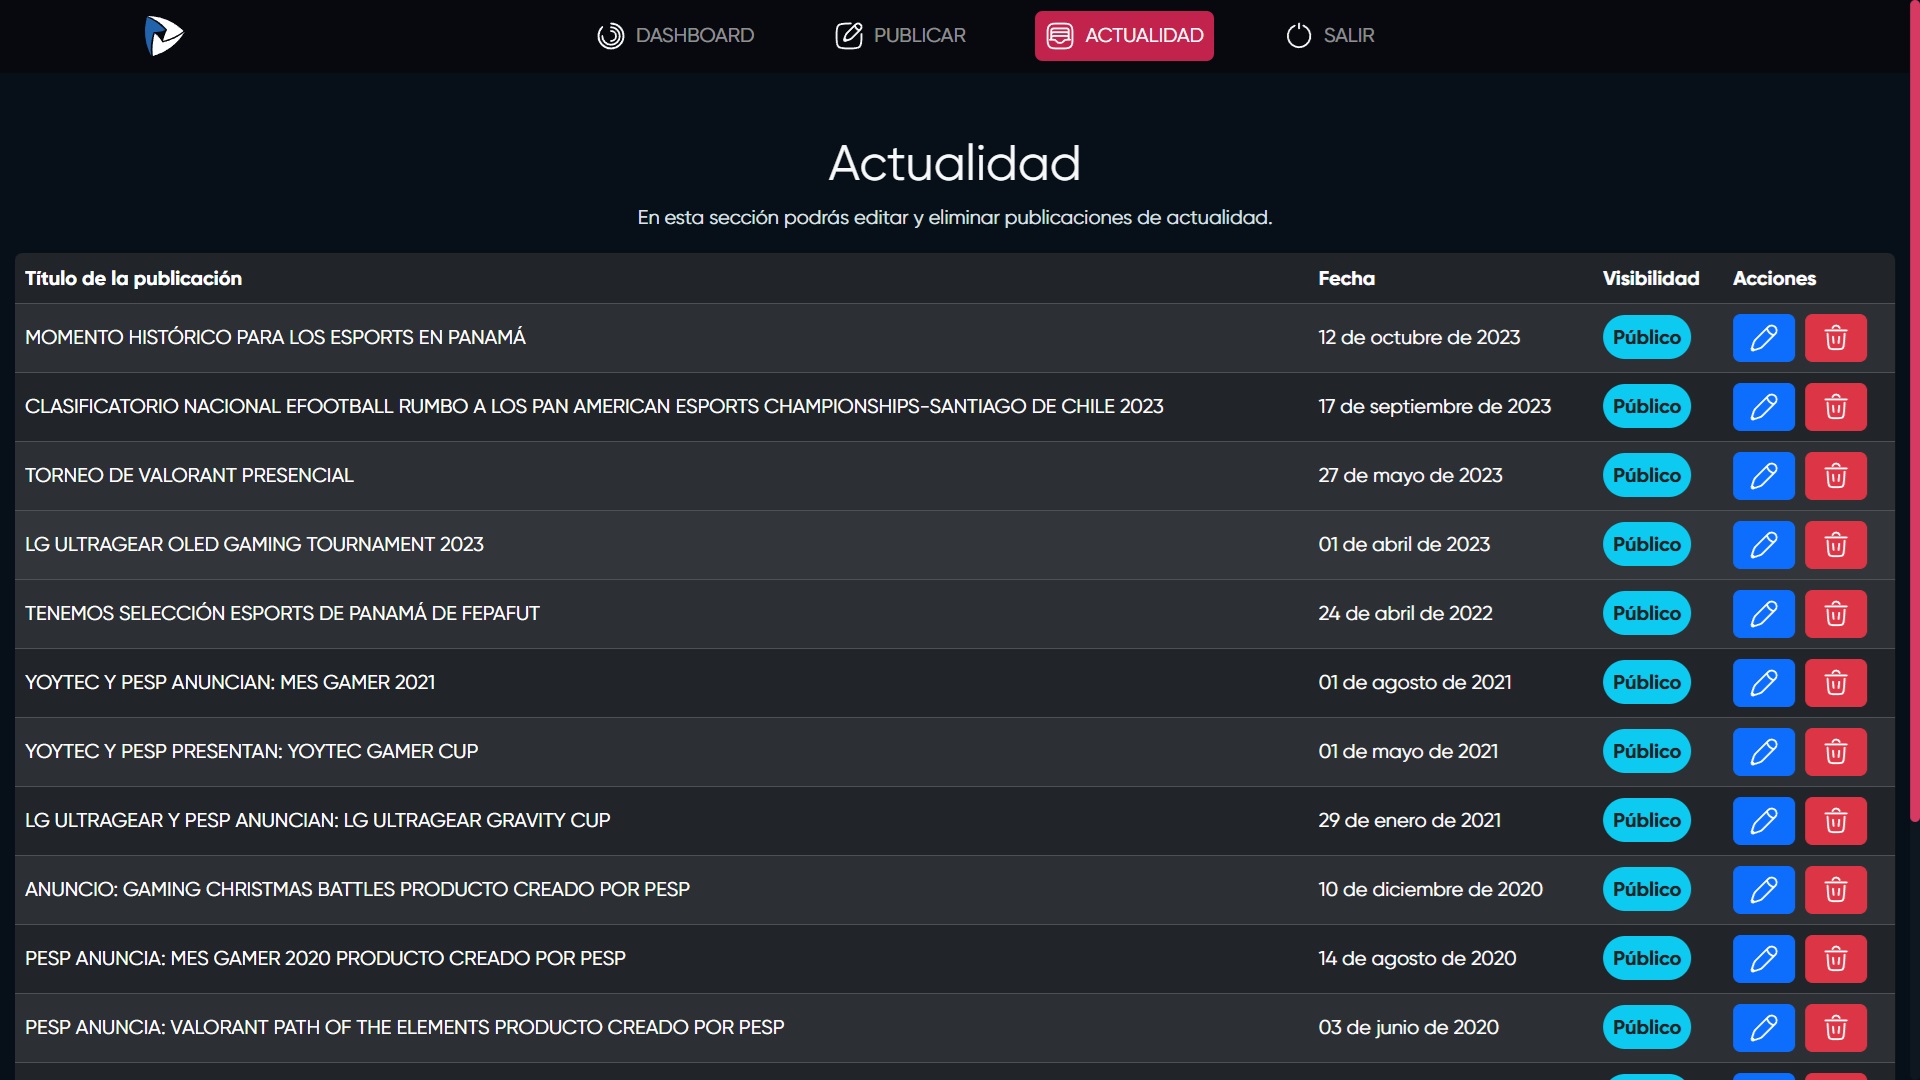 DASHBOARD PUBLICAR ACTUALIDAD SALIR
Actualidad
En esta sección podrás editar y eliminar publicaciones de actualidad.
Título de la publicación Fecha Visibilidad Acciones
MOMENTO HISTÓRICO PARA LOS ESPORTS EN PANAMÁ 12 de octubre de 2023 Público
CLASIFICATORIO NACIONAL EFOOTBALL RUMBO A LOS PAN AMERICAN ESPORTS CHAMPIONSHIPS-SANTIAGO DE CHILE 2023 17 de septiembre de 2023 Público
TORNEO DE VALORANT PRESENCIAL 27 de mayo de 2023 Público
LG ULTRAGEAR OLED GAMING TOURNAMENT 2023 01 de abril de 2023 Público
TENEMOS SELECCIÓN ESPORTS DE PANAMÁ DE FEPAFUT 24 de abril de 2022 Público
YOYTEC Y PESP ANUNCIAN: MES GAMER 2021 01 de agosto de 2021 Público
YOYTEC Y PESP PRESENTAN: YOYTEC GAMER CUP 01 de mayo de 2021 Público
LG ULTRAGEAR Y PESP ANUNCIAN: LG ULTRAGEAR GRAVITY CUP 29 de enero de 2021 Público
ANUNCIO: GAMING CHRISTMAS BATTLES PRODUCTO CREADO POR PESP 10 de diciembre de 2020 Público
PESP ANUNCIA: MES GAMER 2020 PRODUCTO CREADO POR PESP 14 de agosto de 2020 Público
PESP ANUNCIA: VALORANT PATH OF THE ELEMENTS PRODUCTO CREADO POR PESP 03 de junio de 2020 Público